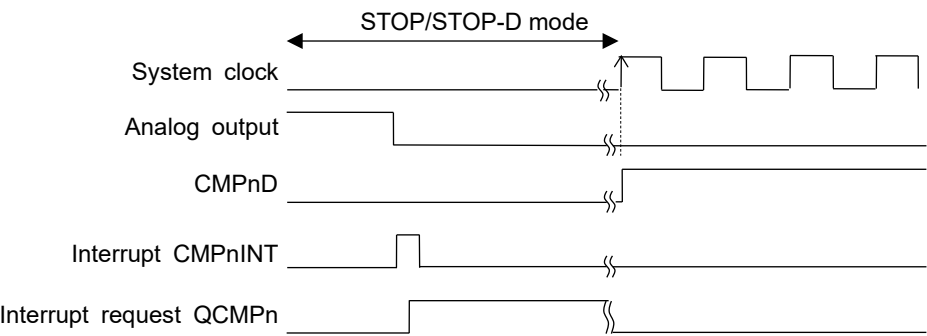 STOP/STOP-D mode
System clock
Analog output
CMPnD
Interrupt CMPnINT
Interrupt request QCMPn